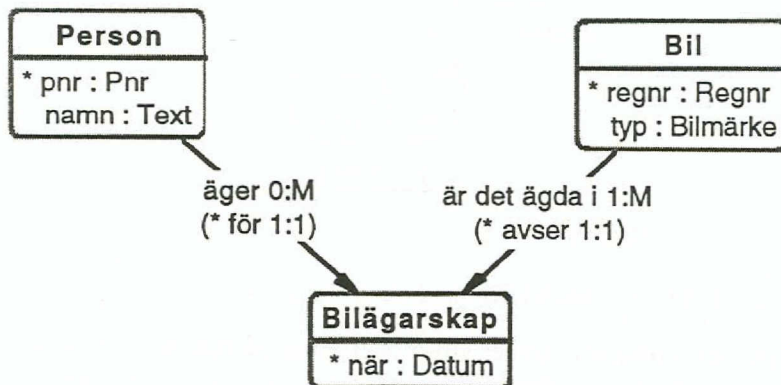 Person
* pnr : Pnr
namn : Text
Bil
* regnr : Regnr
typ : Bilmärke
äger 0:M
(* för 1:1)
är det ägda i 1:M
(* avser 1:1)
Bilägarskap
* när : Datum